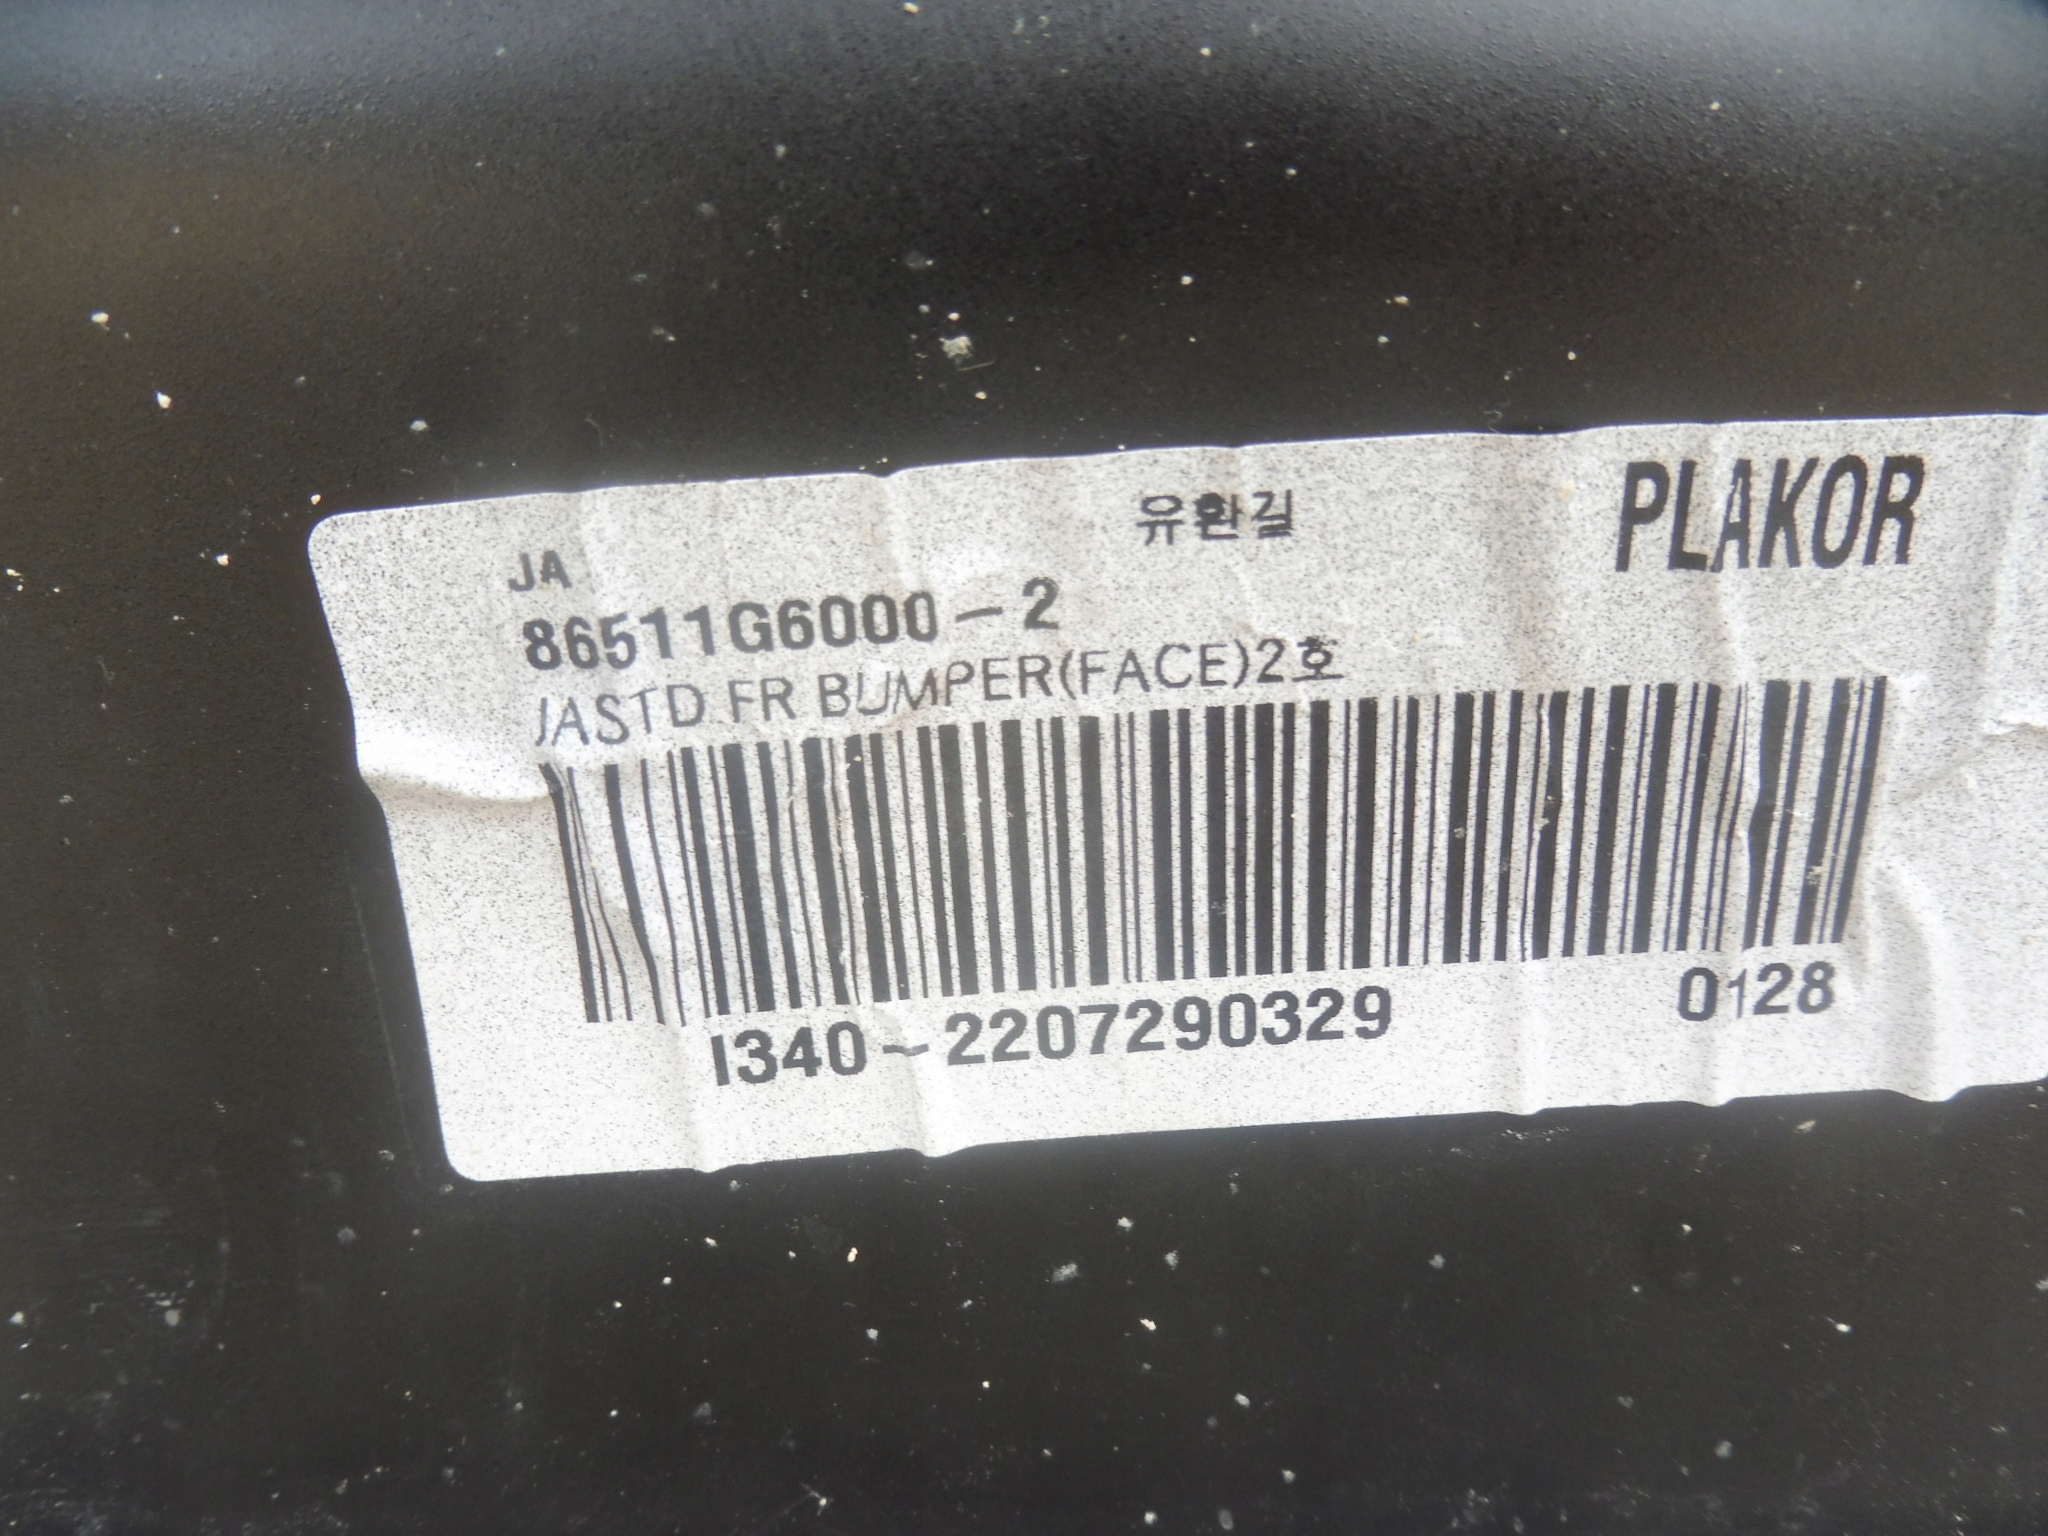 유환길 PLAKOR
JA
86511G6000-2
JASTD FR BUMPER(FACE)2호
I340-2207290329 0128